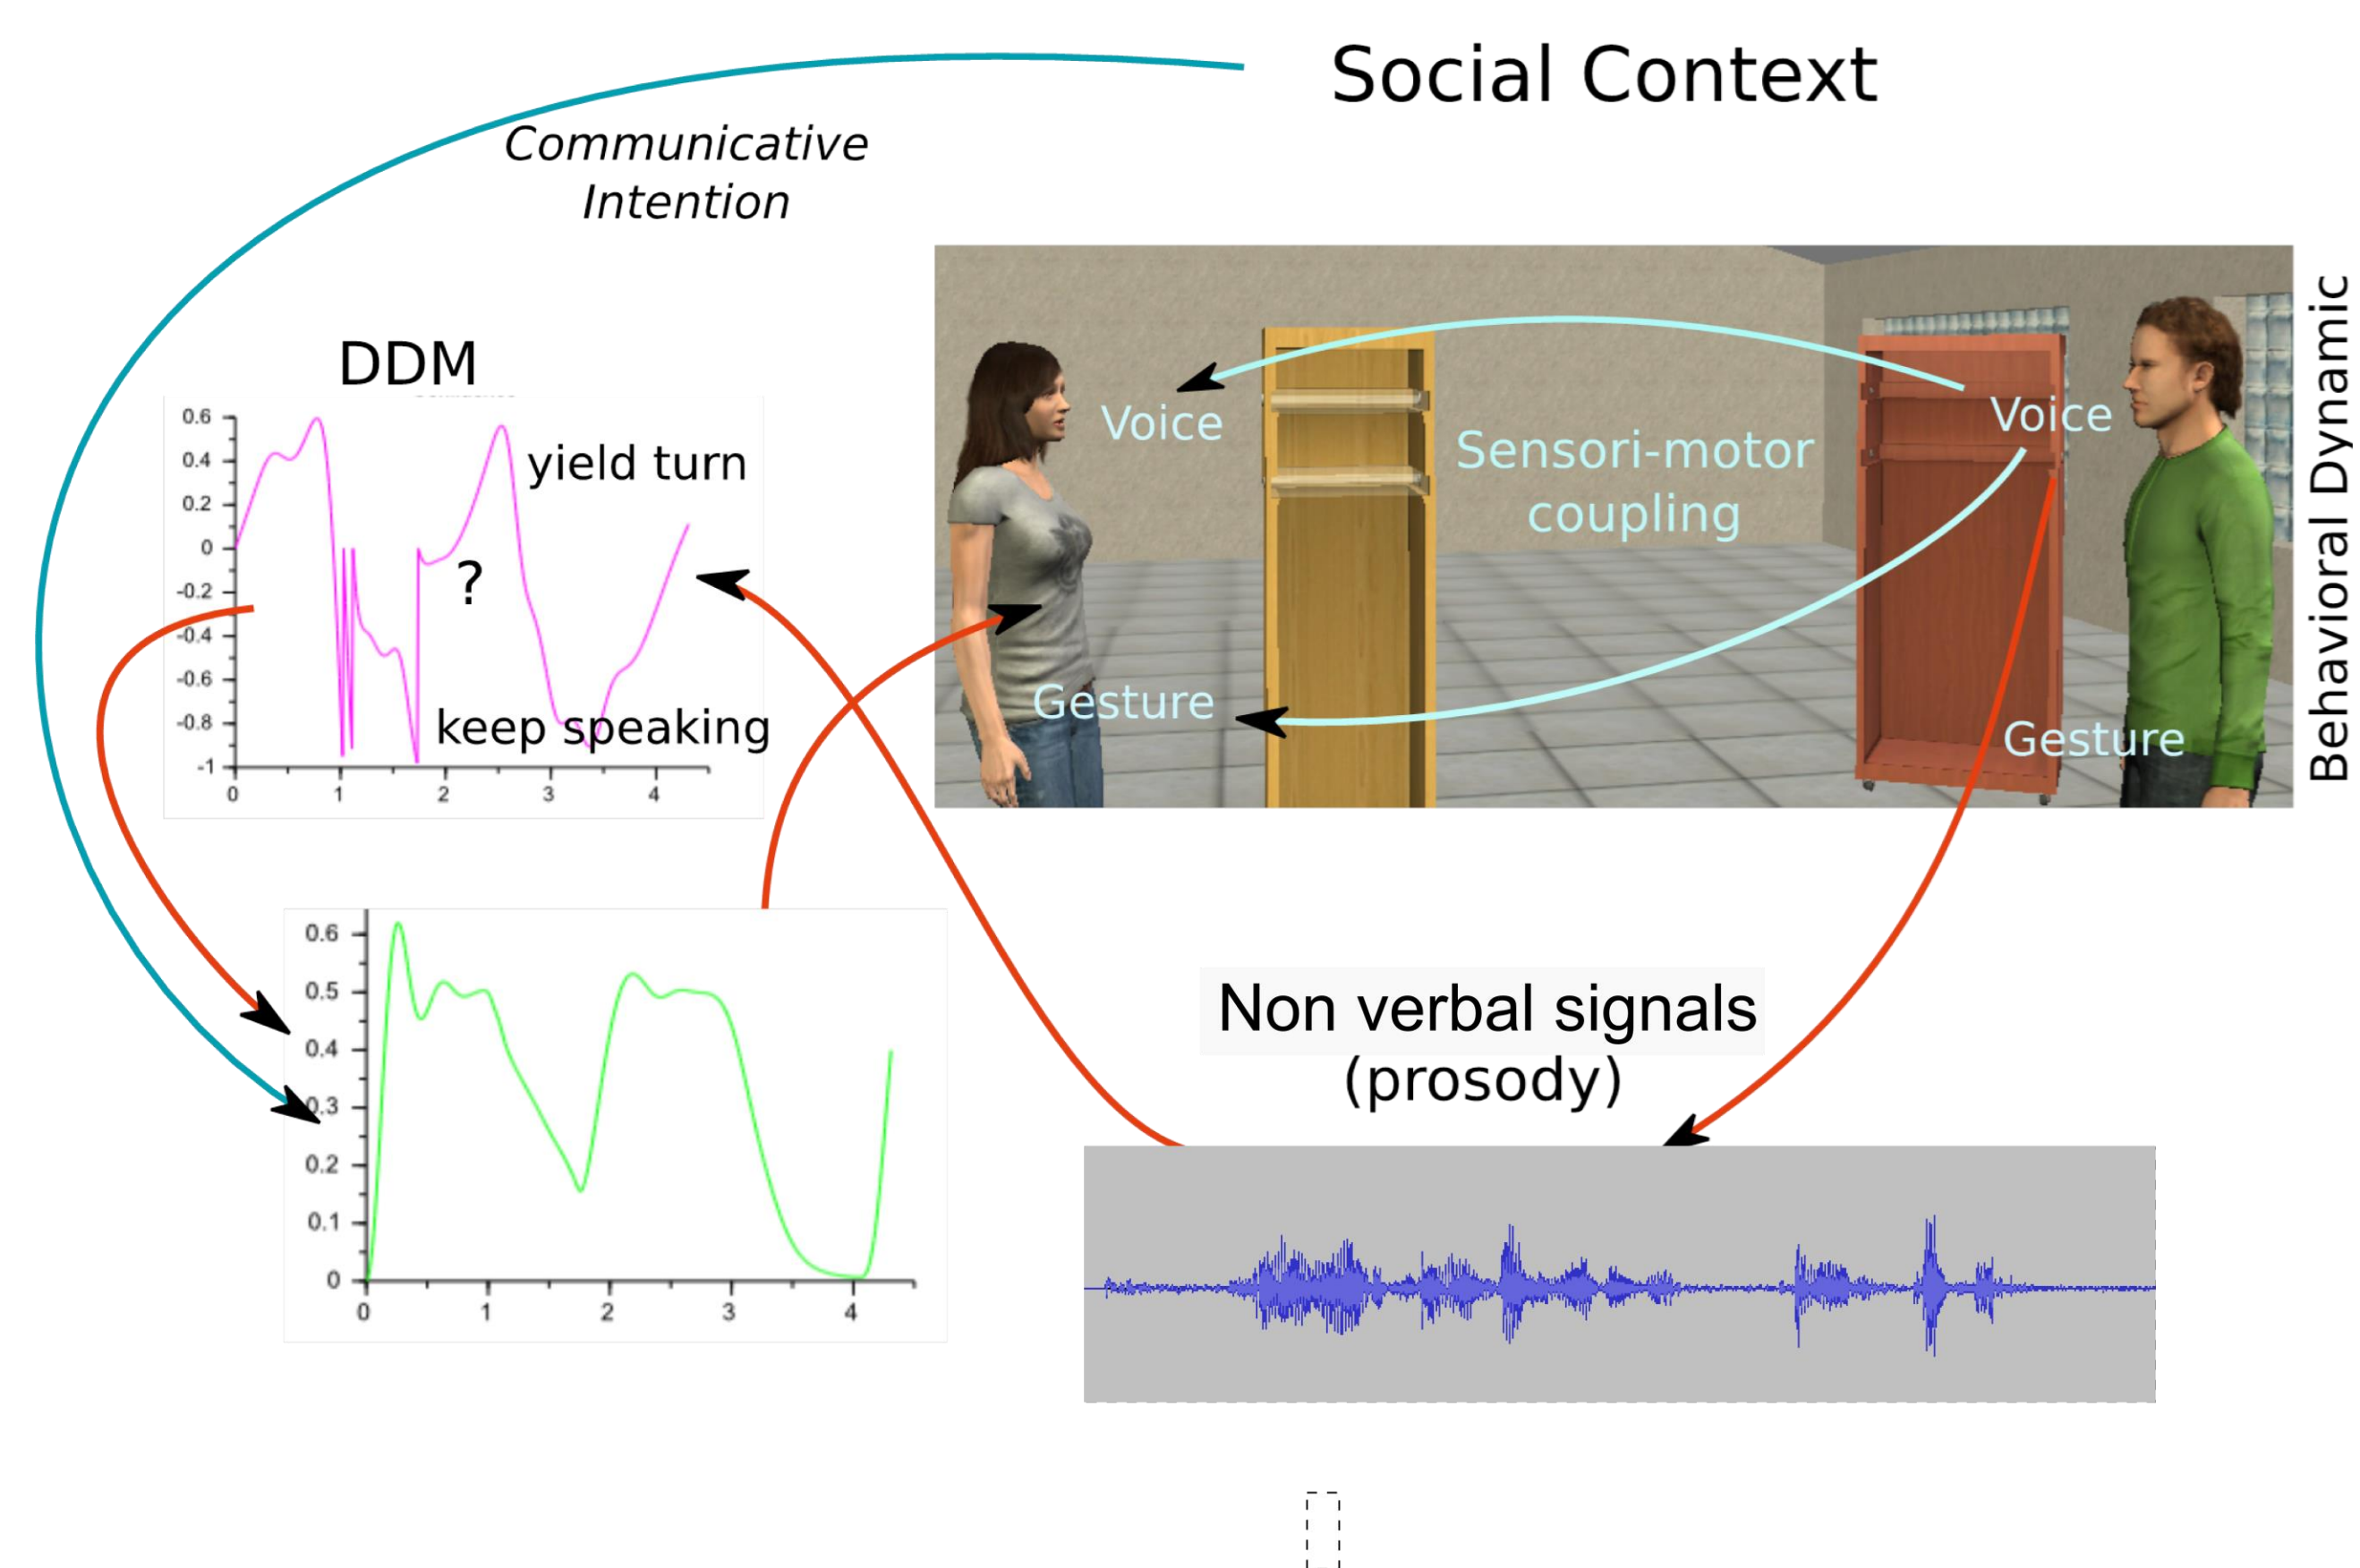 Social Context
Communicative
Intention
DDM
0.6
0.4
0.2
0
-0.2
-0.4
-0.6
-0.8
-1
0 1 2 3 4
yield turn
?
keep speaking
Voice
Sensori-motor
coupling
Voice
Gesture
Gesture
Behavioral Dynamic
0.6
0.5
0.4
0.3
0.2
0.1
0
0 1 2 3 4
Non verbal signals
(prosody)